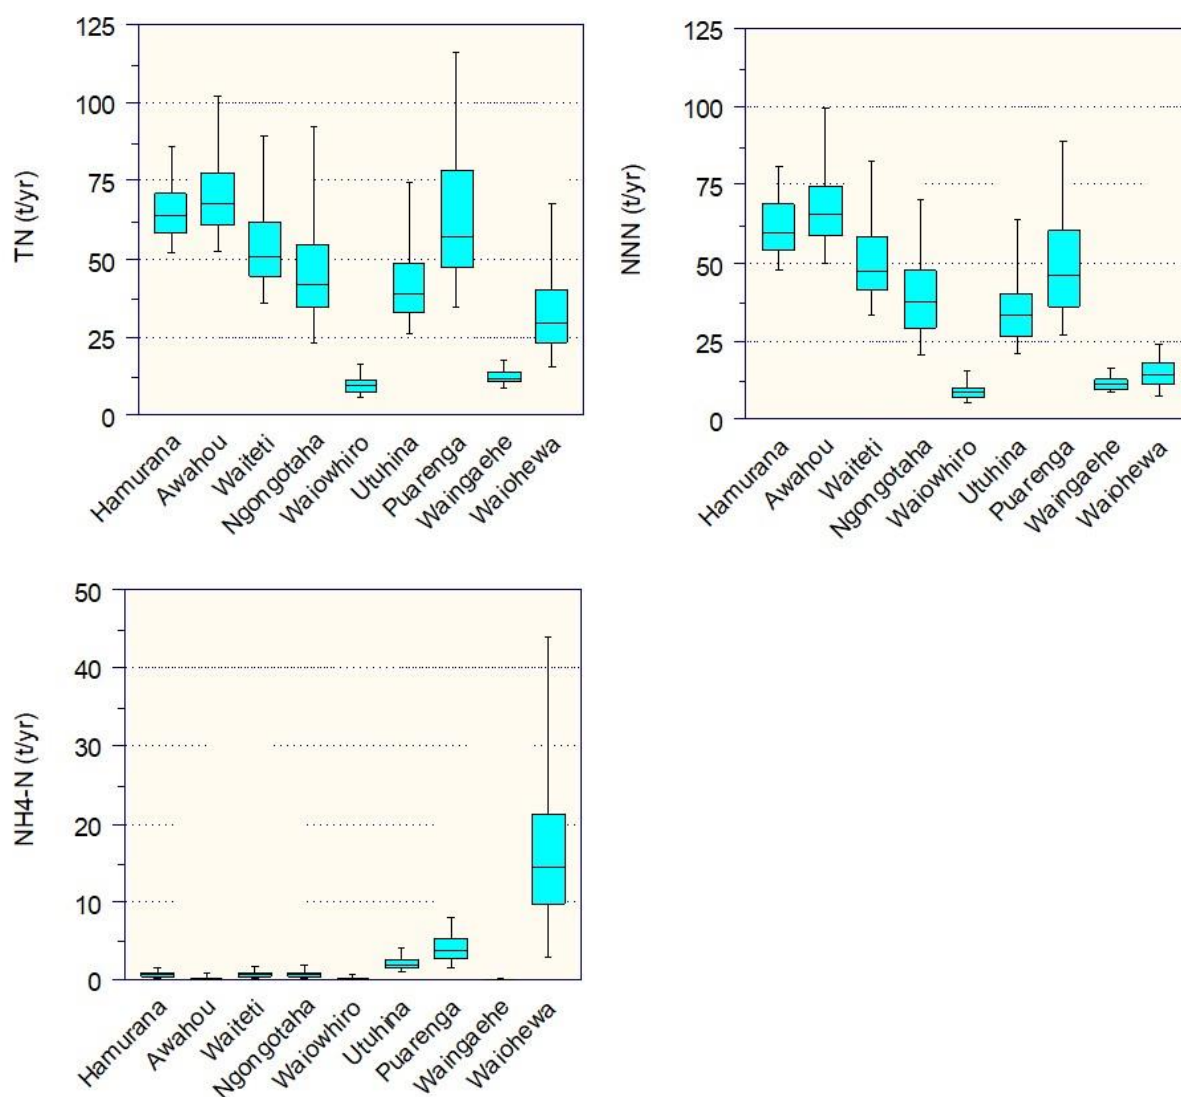 TN (t/yr)
125
100
75
50
25
0
Hamurana
Awahou
Waiteti
Ngongotaha
Waiowhiro
Utuhina
Puarenga
Waingaehe
Waiohewa
NNN (t/yr)
125
100
75
50
25
0
Hamurana
Awahou
Waiteti
Ngongotaha
Waiowhiro
Utuhina
Puarenga
Waingaehe
Waiohewa
NH4-N (t/yr)
50
40
30
20
10
0
Hamurana
Awahou
Waiteti
Ngongotaha
Waiowhiro
Utuhina
Puarenga
Waingaehe
Waiohewa